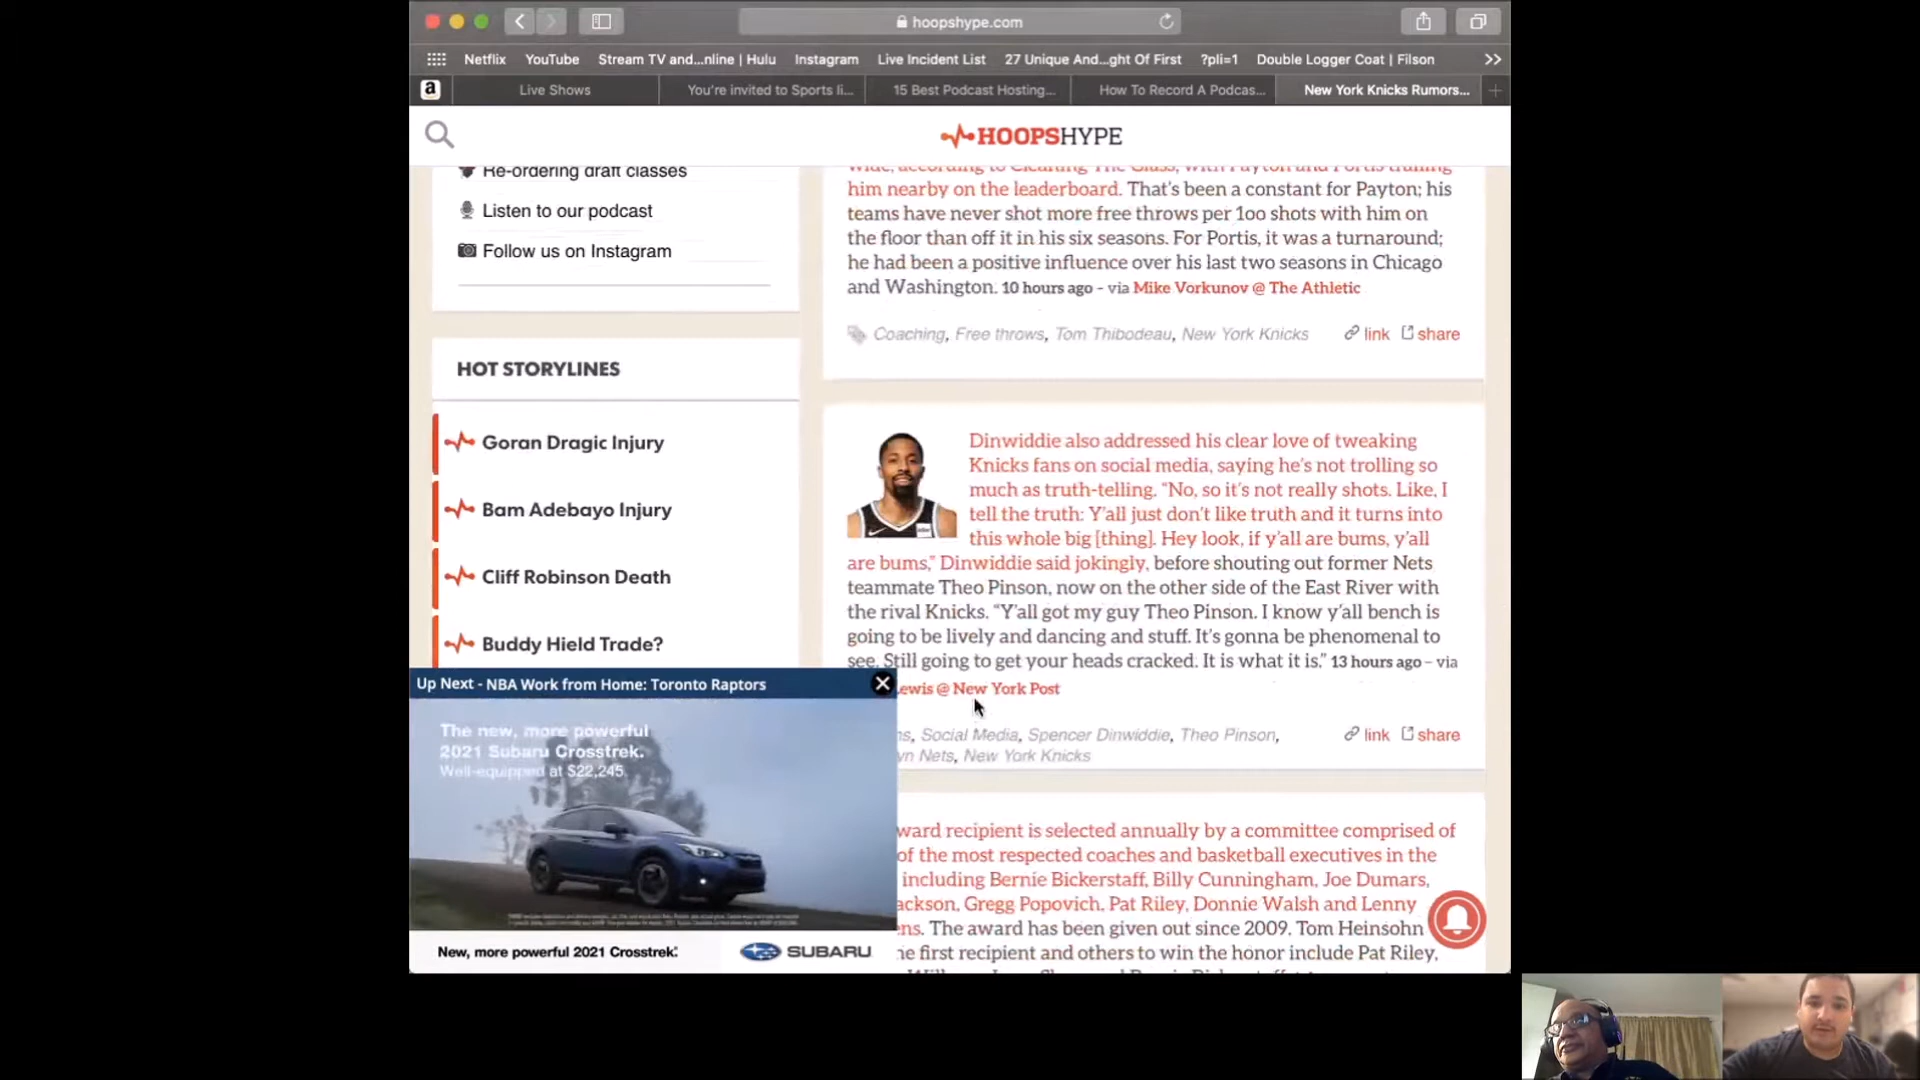 hoopshype.com
Netflix YouTube Stream TV and...nline | Hulu Instagram Live Incident List 27 Unique And...ght Of First ?pli=1 Double Logger Coat | Filson
a Live Shows You're invited to Sports li... 15 Best Podcast Hosting... How To Record A Podcas... New York Knicks Rumors...
HOOPSHYPE
Re-ordering draft classes
Listen to our podcast
Follow us on Instagram
HOT STORYLINES
Goran Dragic Injury
Bam Adebayo Injury
Cliff Robinson Death
Buddy Hield Trade?
wide, according to Cleaning The Glass, with Payton and Portis trailing
him nearby on the leaderboard. That's been a constant for Payton; his
teams have never shot more free throws per 100 shots with him on
the floor than off it in his six seasons. For Portis, it was a turnaround;
he had been a positive influence over his last two seasons in Chicago
and Washington. 10 hours ago – via Mike Vorkunov @ The Athletic
Coaching, Free throws, Tom Thibodeau, New York Knicks link share
Dinwiddie also addressed his clear love of tweaking
Knicks fans on social media, saying he's not trolling so
much as truth-telling. “No, so it's not really shots. Like, I
tell the truth: Y'all just don't like truth and it turns into
this whole big [thing]. Hey look, if y'all are bums, y'all
are bums,” Dinwiddie said jokingly, before shouting out former Nets
teammate Theo Pinson, now on the other side of the East River with
the rival Knicks. “Y'all got my guy Theo Pinson. I know y'all bench is
going to be lively and dancing and stuff. It's gonna be phenomenal to
see. Still going to get your heads cracked. It is what it is.” 13 hours ago – via
ewis @ New York Post
ns, Social Media, Spencer Dinwiddie, Theo Pinson, link share
yn Nets, New York Knicks
ward recipient is selected annually by a committee comprised of
of the most respected coaches and basketball executives in the
including Bernie Bickerstaff, Billy Cunningham, Joe Dumars,
ackson, Gregg Popovich, Pat Riley, Donnie Walsh and Lenny
ens. The award has been given out since 2009. Tom Heinsohn
he first recipient and others to win the honor include Pat Riley,
Up Next - NBA Work from Home: Toronto Raptors
The new, more powerful
2021 Subaru Crosstrek.
Well-equipped at $22,245.
New, more powerful 2021 Crosstrek.
SUBARU